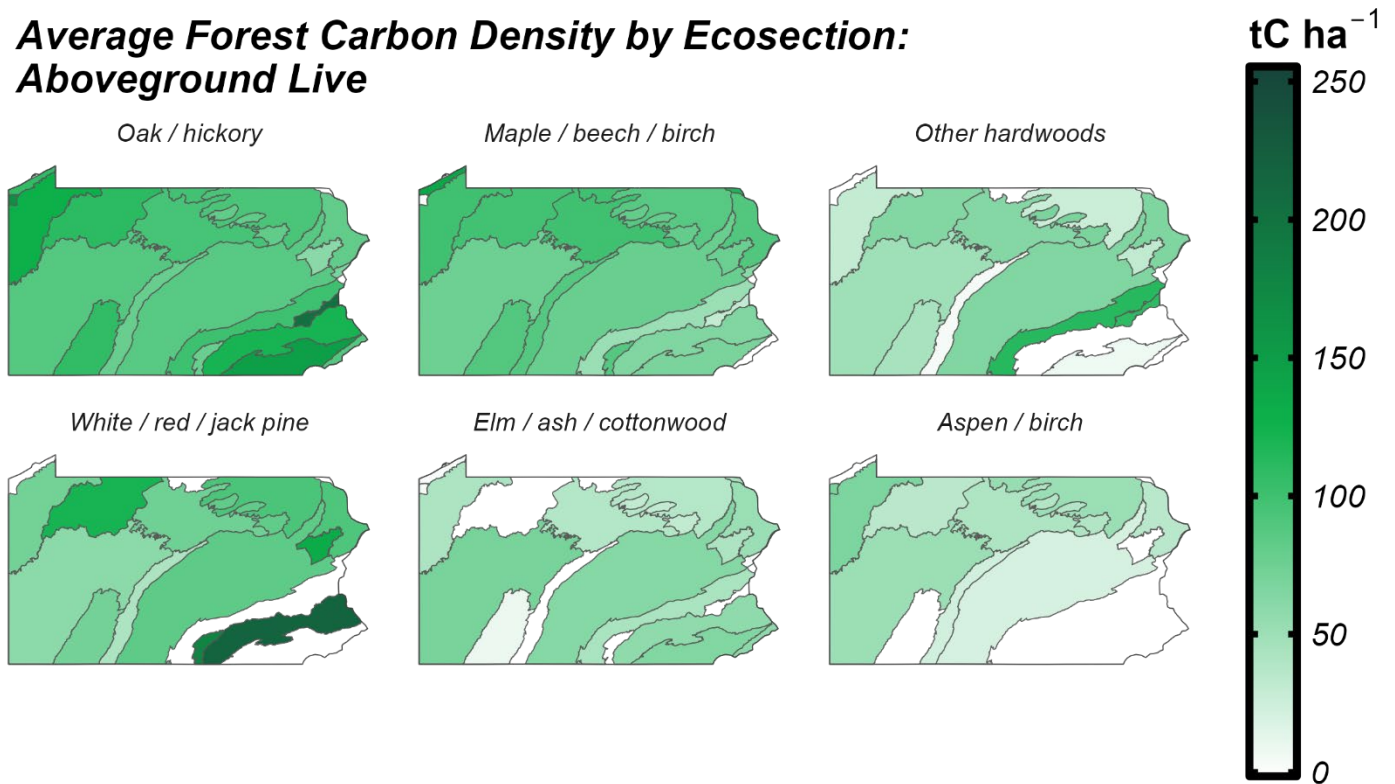 Average Forest Carbon Density by Ecosection:
Aboveground Live
tC ha⁻¹
Oak / hickory
Maple / beech / birch
Other hardwoods
White / red / jack pine
Elm / ash / cottonwood
Aspen / birch
250
200
150
100
50
0